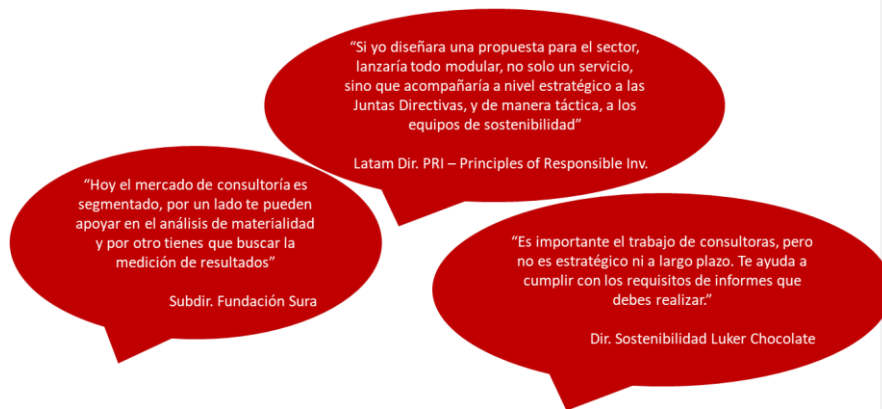 “Si yo diseñara una propuesta para el sector,
lanzaría todo modular, no solo un servicio,
sino que acompañaría a nivel estratégico a las
Juntas Directivas, y de manera táctica, a los
equipos de sostenibilidad”
Latam Dir. PRI – Principles of Responsible Inv.
“Hoy el mercado de consultoría es
segmentado, por un lado te pueden
apoyar en el análisis de materialidad
y por otro tienes que buscar la
medición de resultados”
Subdir. Fundación Sura
“Es importante el trabajo de consultoras, pero
no es estratégico ni a largo plazo. Te ayuda a
cumplir con los requisitos de informes que
debes realizar.”
Dir. Sostenibilidad Luker Chocolate